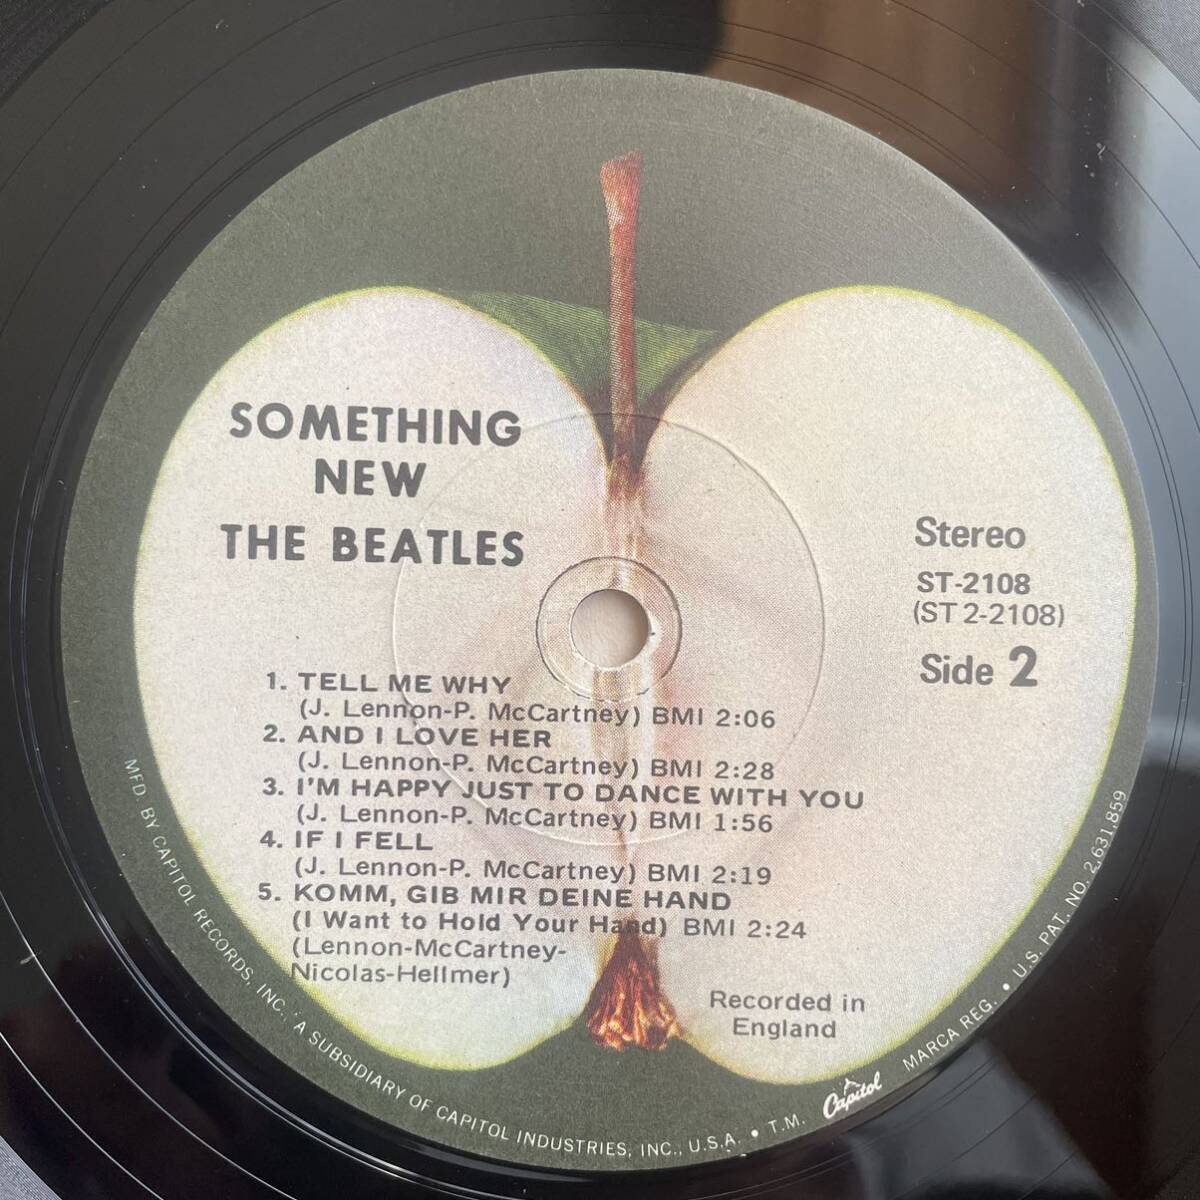 SOMETHING
NEW
THE BEATLES
Stereo
ST-2108
(ST 2-2108)
Side 2
1. TELL ME WHY
(J. Lennon-P. McCartney) BMI 2:06
2. AND I LOVE HER
(J. Lennon-P. McCartney) BMI 2:28
3. I'M HAPPY JUST TO DANCE WITH YOU
(J. Lennon-P. McCartney) BMI 1:56
4. IF I FELL
(J. Lennon-P. McCartney) BMI 2:19
5. KOMM, GIB MIR DEINE HAND
(I Want to Hold Your Hand) BMI 2:24
(Lennon-McCartney-
Nicolas-Hellmer)
Recorded in
England
MFD. BY CAPITOL RECORDS, INC., A SUBSIDIARY OF CAPITOL INDUSTRIES, INC., U.S.A. • T.M. Capitol MARCA REG. • U.S. PAT. NO. 2,631,859